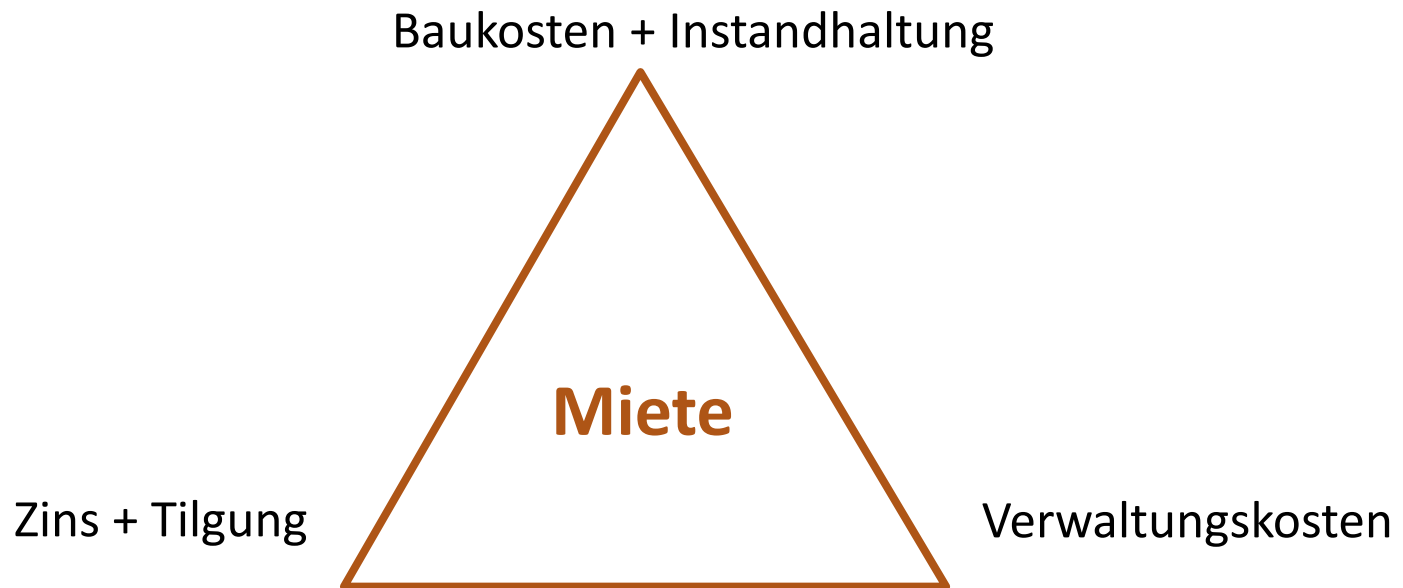 Baukosten + Instandhaltung
Miete
Zins + Tilgung
Verwaltungskosten